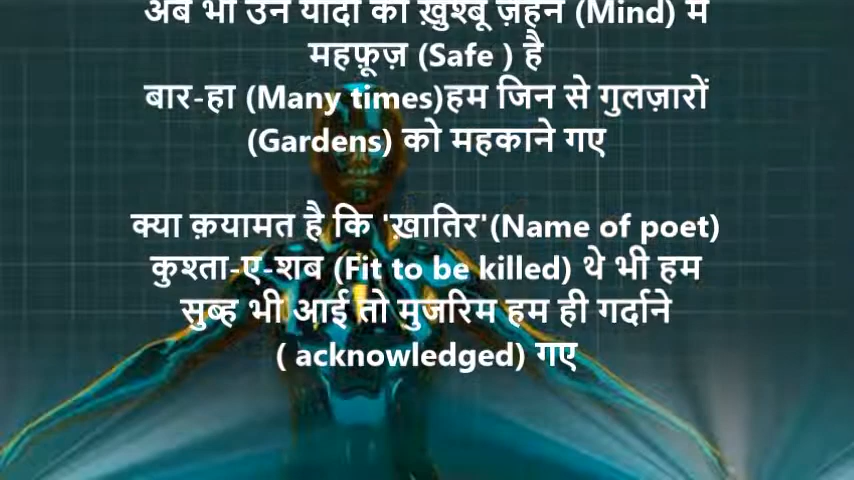 अब भी उन यादों की ख़ुश्बू ज़ेहन (Mind) में
महफ़ूज़ (Safe ) है
बार-हा (Many times)हम जिन से गुलज़ारों
(Gardens) को महकाने गए
क्या क़यामत है कि 'ख़ातिर'(Name of poet)
कुश्ता-ए-शब (Fit to be killed) थे भी हम
सुब्ह भी आई तो मुजरिम हम ही गर्दाने
( acknowledged) गए